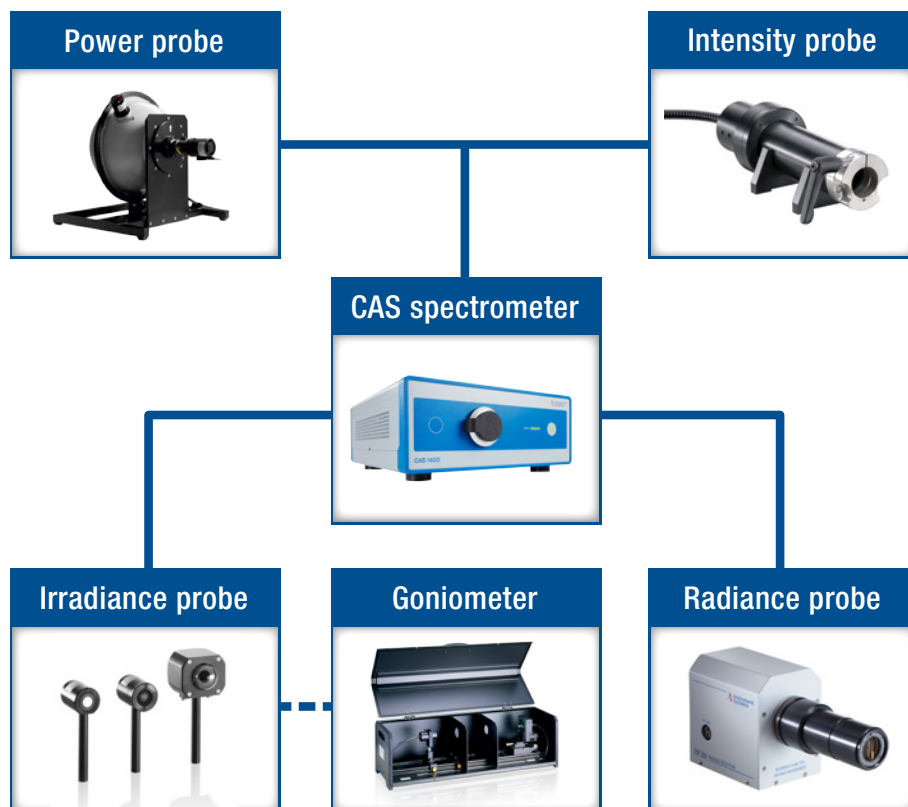 Power probe
Intensity probe
CAS spectrometer
CAS 140D
Irradiance probe
Goniometer
Radiance probe